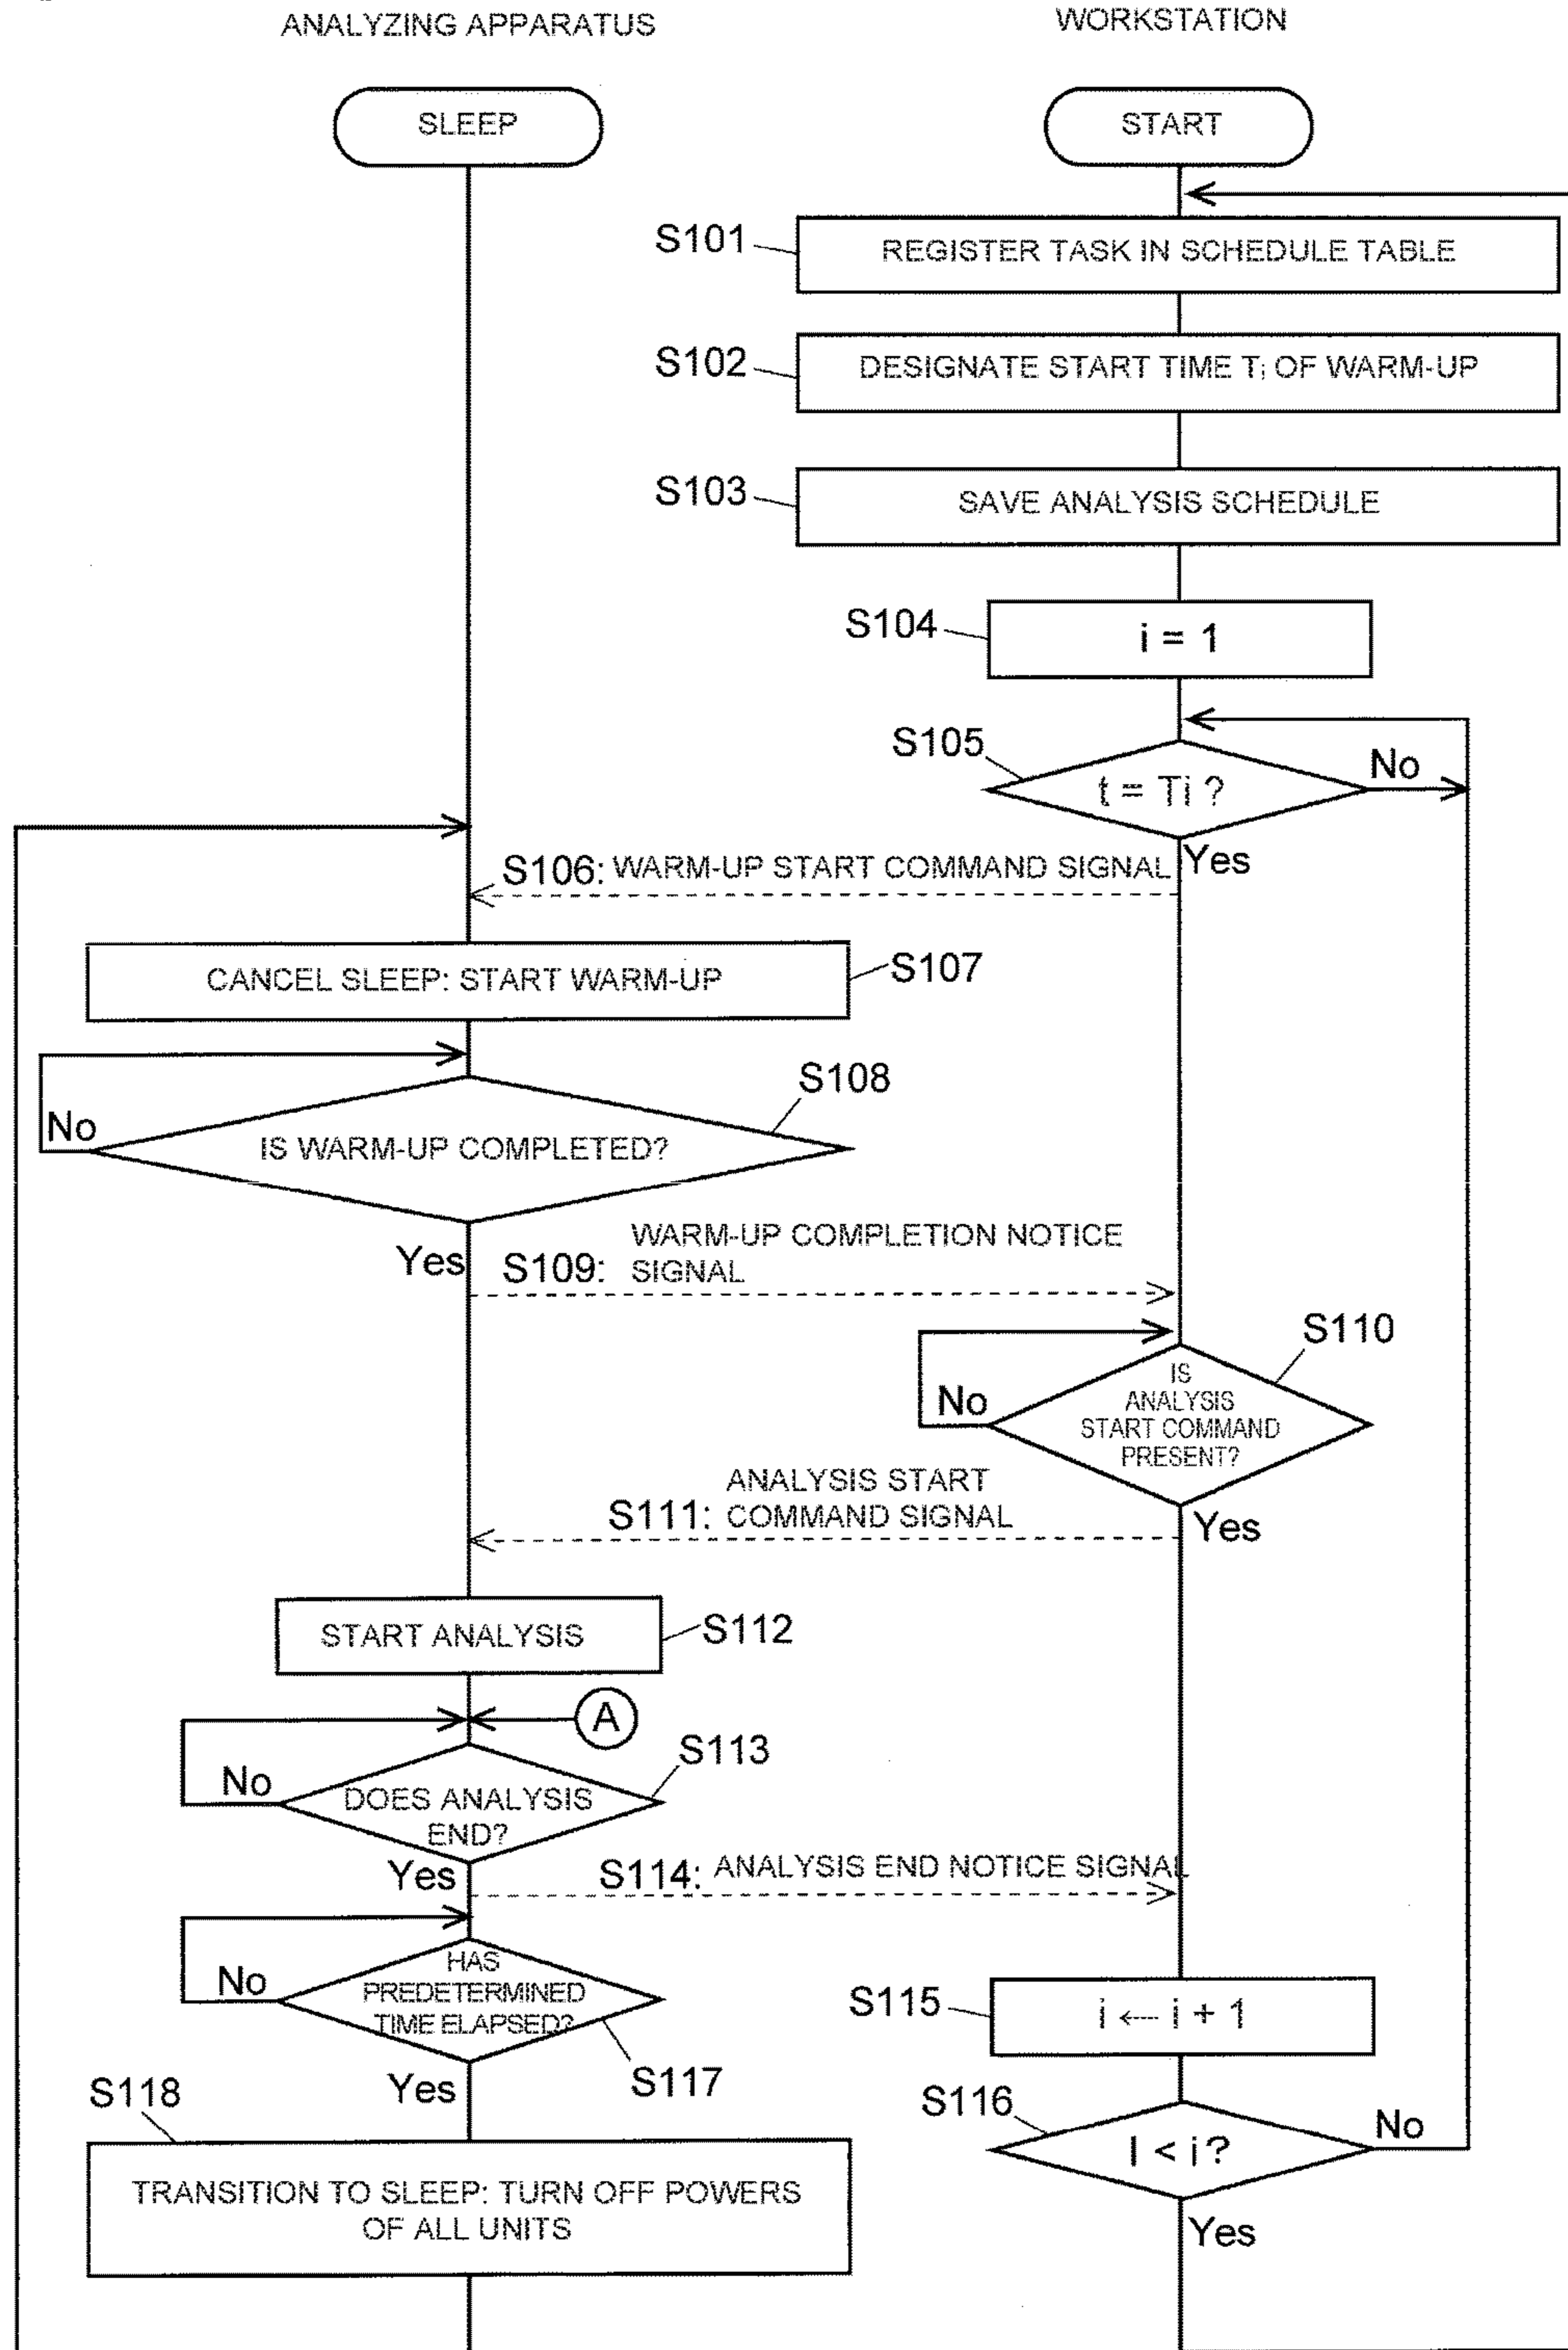 ANALYZING APPARATUS
WORKSTATION
SLEEP
START
S101
REGISTER TASK IN SCHEDULE TABLE
S102
DESIGNATE START TIME Ti OF WARM-UP
S103
SAVE ANALYSIS SCHEDULE
S104
i = 1
S105
t = Ti ?
No
Yes
S106: WARM-UP START COMMAND SIGNAL
CANCEL SLEEP: START WARM-UP
S107
S108
No
IS WARM-UP COMPLETED?
Yes
S109: WARM-UP COMPLETION NOTICE
SIGNAL
S110
No
IS
ANALYSIS
START COMMAND
PRESENT?
Yes
ANALYSIS START
S111: COMMAND SIGNAL
START ANALYSIS
S112
A
S113
No
DOES ANALYSIS
END?
Yes
S114: ANALYSIS END NOTICE SIGNAL
No
HAS
PREDETERMINED
TIME ELAPSED?
S117
Yes
S115
i ← i + 1
S116
I < i?
No
Yes
S118
TRANSITION TO SLEEP: TURN OFF POWERS
OF ALL UNITS